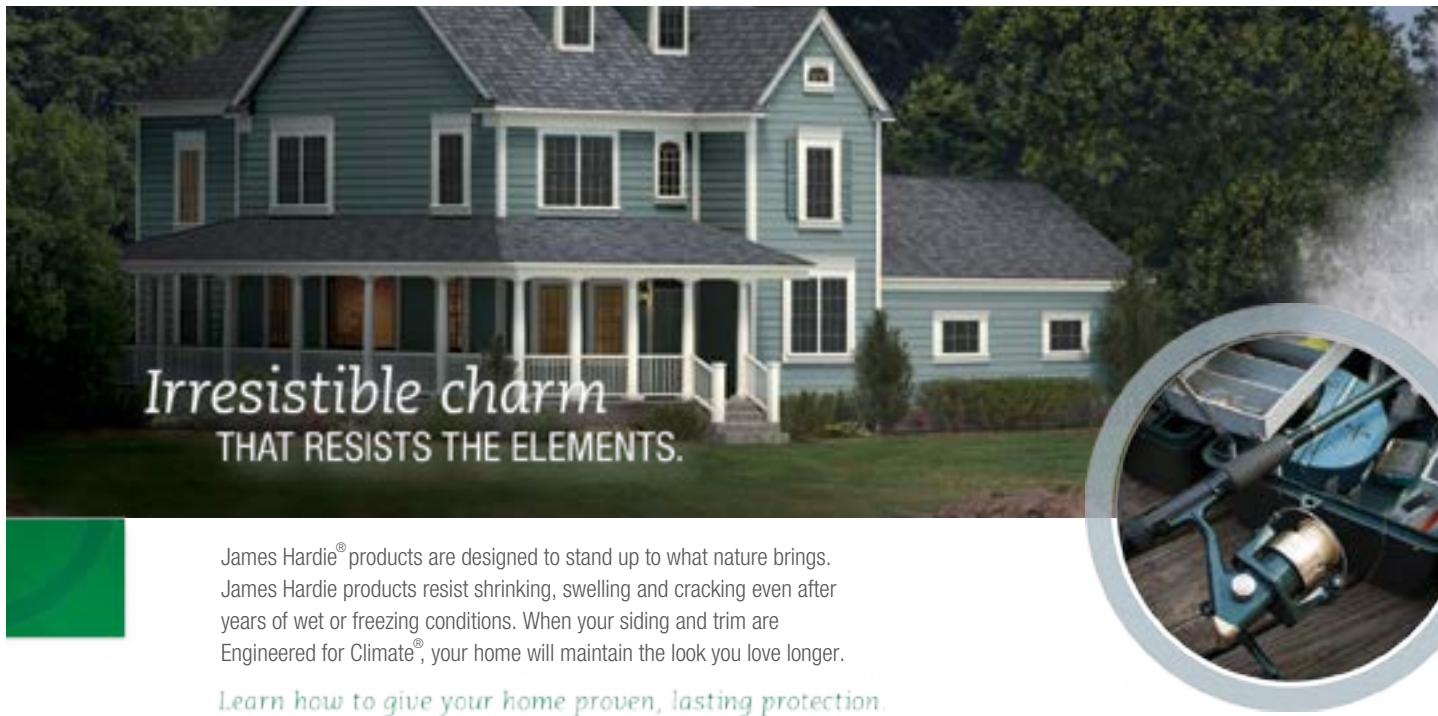 Irresistible charm
THAT RESISTS THE ELEMENTS.
James Hardie® products are designed to stand up to what nature brings.
James Hardie products resist shrinking, swelling and cracking even after
years of wet or freezing conditions. When your siding and trim are
Engineered for Climate®, your home will maintain the look you love longer.
Learn how to give your home proven, lasting protection.